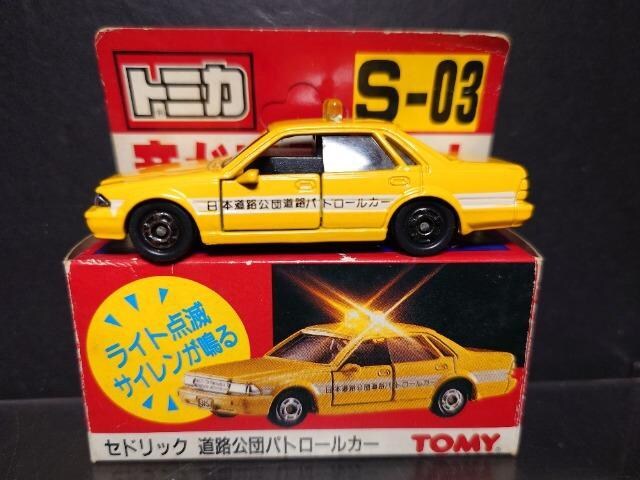 トミカ
S-03
日本道路公団道路パトロールカー
ライト点滅
サイレンが鳴る
日本道路公団道路パトロールカー
セドリック 道路公団パトロールカー
TOMY